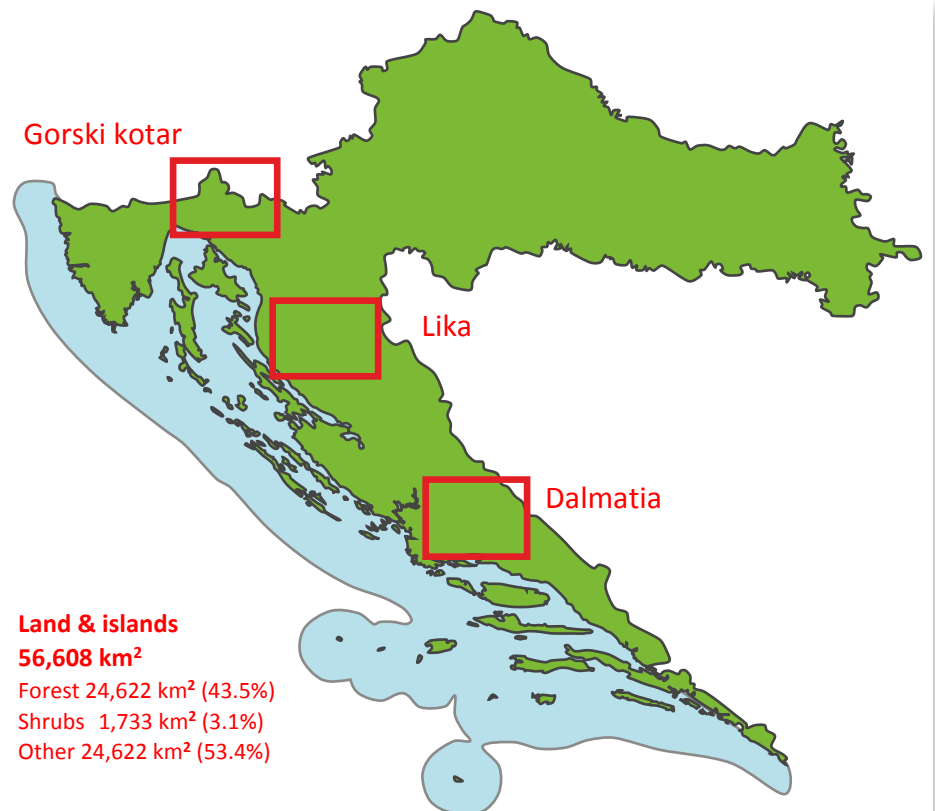 Gorski kotar
Lika
Dalmatia
Land & islands
56,608 km²
Forest 24,622 km² (43.5%)
Shrubs 1,733 km² (3.1%)
Other 24,622 km² (53.4%)